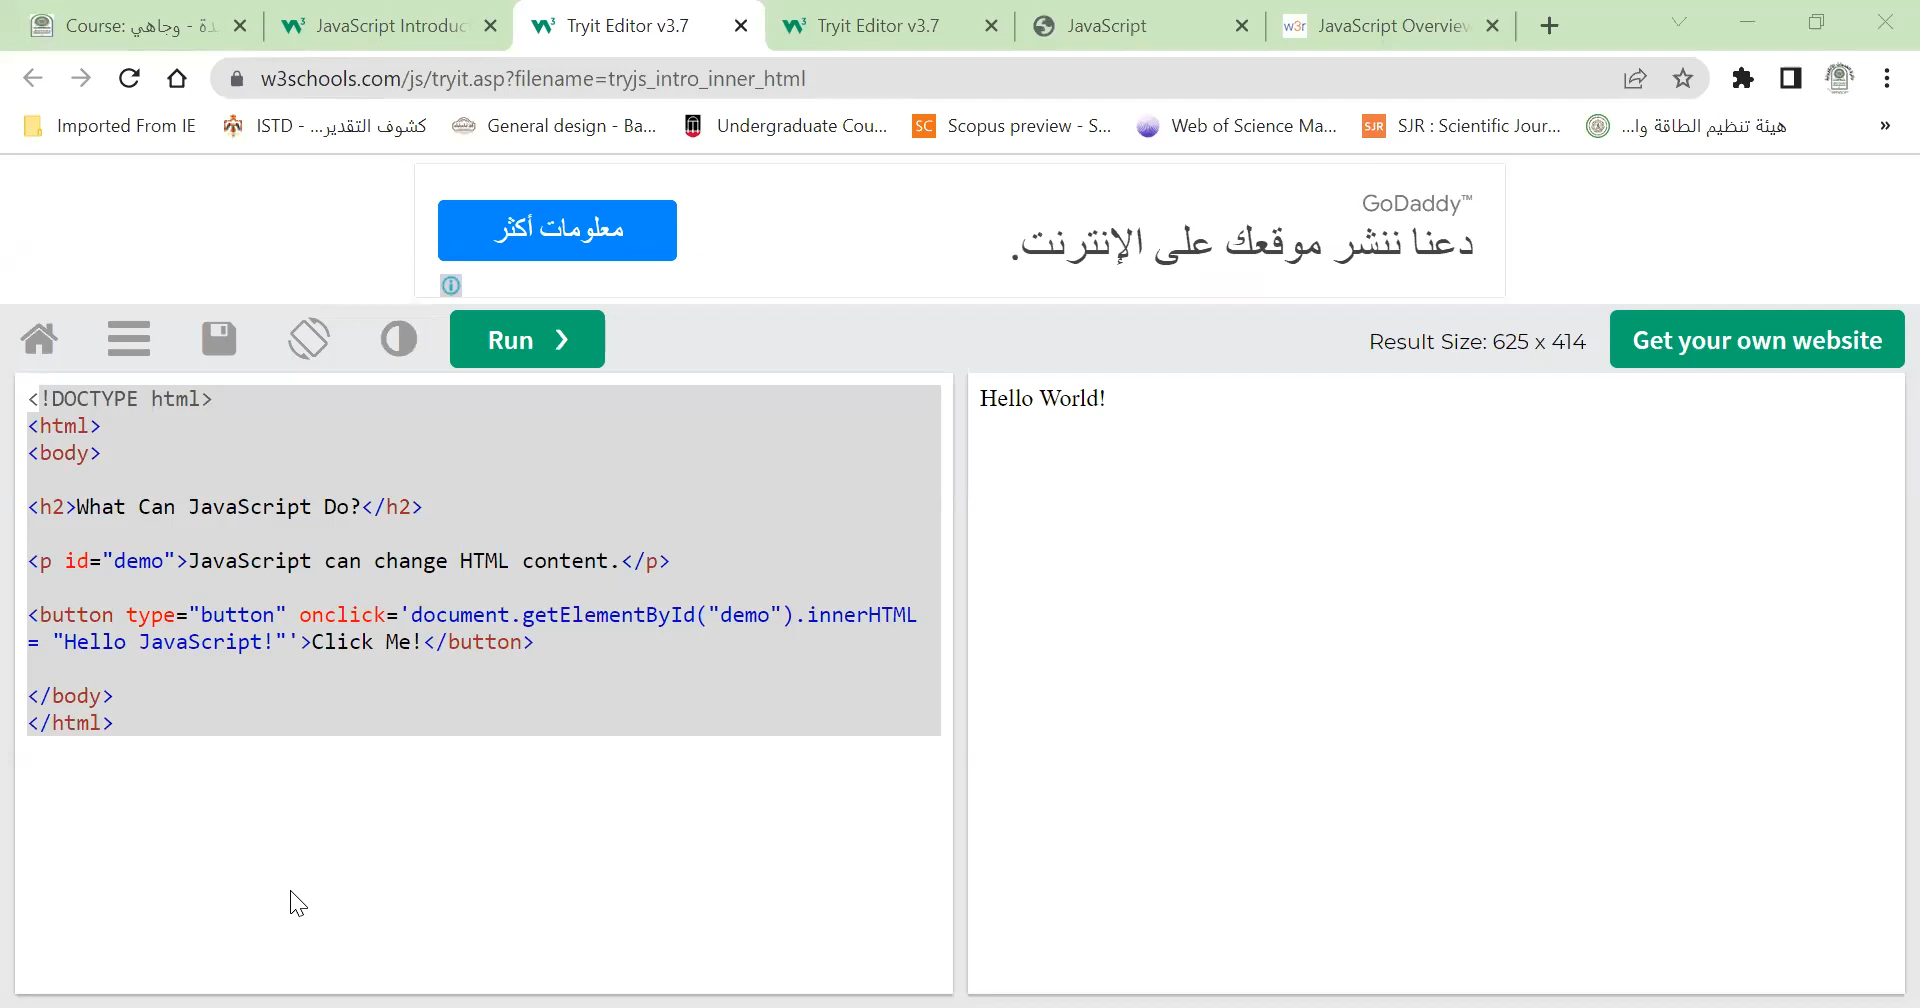 Course: وجاهي - دة
JavaScript Introduc
Tryit Editor v3.7
Tryit Editor v3.7
JavaScript
w3r JavaScript Overview
w3schools.com/js/tryit.asp?filename=tryjs_intro_inner_html
Imported From IE
ISTD - ...كشوف التقدير
General design - Ba...
Undergraduate Cou...
SC Scopus preview - S...
Web of Science Ma...
SJR SJR : Scientific Jour...
هيئة تنظيم الطاقة وا...
»
GoDaddy™
دعنا ننشر موقعك على الإنترنت.
معلومات أكثر
Run ❯
Result Size: 625 x 414
Get your own website
<!DOCTYPE html>
<html>
<body>
<h2>What Can JavaScript Do?</h2>
<p id="demo">JavaScript can change HTML content.</p>
<button type="button" onclick='document.getElementById("demo").innerHTML
= "Hello JavaScript!"'>Click Me!</button>
</body>
</html>
Hello World!